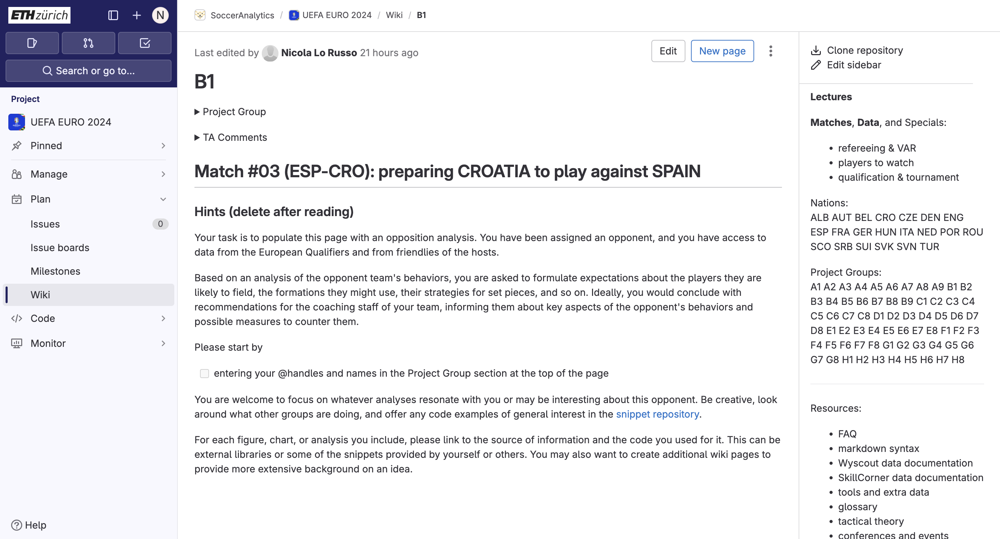 ETH zürich
N
Search or go to...
Project
UEFA EURO 2024
Pinned
Manage
Plan
Issues
0
Issue boards
Milestones
Wiki
Code
Monitor
Help
SoccerAnalytics / UEFA EURO 2024 / Wiki / B1
Last edited by Nicola Lo Russo 21 hours ago
Edit
New page
B1
Project Group
TA Comments
Match #03 (ESP-CRO): preparing CROATIA to play against SPAIN
Hints (delete after reading)
Your task is to populate this page with an opposition analysis. You have been assigned an opponent, and you have access to
data from the European Qualifiers and from friendlies of the hosts.
Based on an analysis of the opponent team's behaviors, you are asked to formulate expectations about the players they are
likely to field, the formations they might use, their strategies for set pieces, and so on. Ideally, you would conclude with
recommendations for the coaching staff of your team, informing them about key aspects of the opponent's behaviors and
possible measures to counter them.
Please start by
entering your @handles and names in the Project Group section at the top of the page
You are welcome to focus on whatever analyses resonate with you or may be interesting about this opponent. Be creative, look
around what other groups are doing, and offer any code examples of general interest in the snippet repository.
For each figure, chart, or analysis you include, please link to the source of information and the code you used for it. This can be
external libraries or some of the snippets provided by yourself or others. You may also want to create additional wiki pages to
provide more extensive background on an idea.
Clone repository
Edit sidebar
Lectures
Matches, Data, and Specials:
• refereeing & VAR
• players to watch
• qualification & tournament
Nations:
ALB AUT BEL CRO CZE DEN ENG
ESP FRA GER HUN ITA NED POR ROU
SCO SRB SUI SVK SVN TUR
Project Groups:
A1 A2 A3 A4 A5 A6 A7 A8 A9 B1 B2
B3 B4 B5 B6 B7 B8 B9 C1 C2 C3 C4
C5 C6 C7 C8 D1 D2 D3 D4 D5 D6 D7
D8 E1 E2 E3 E4 E5 E6 E7 E8 F1 F2 F3
F4 F5 F6 F7 F8 G1 G2 G3 G4 G5 G6
G7 G8 H1 H2 H3 H4 H5 H6 H7 H8
Resources:
• FAQ
• markdown syntax
• Wyscout data documentation
• SkillCorner data documentation
• tools and extra data
• glossary
• tactical theory
• conferences and events